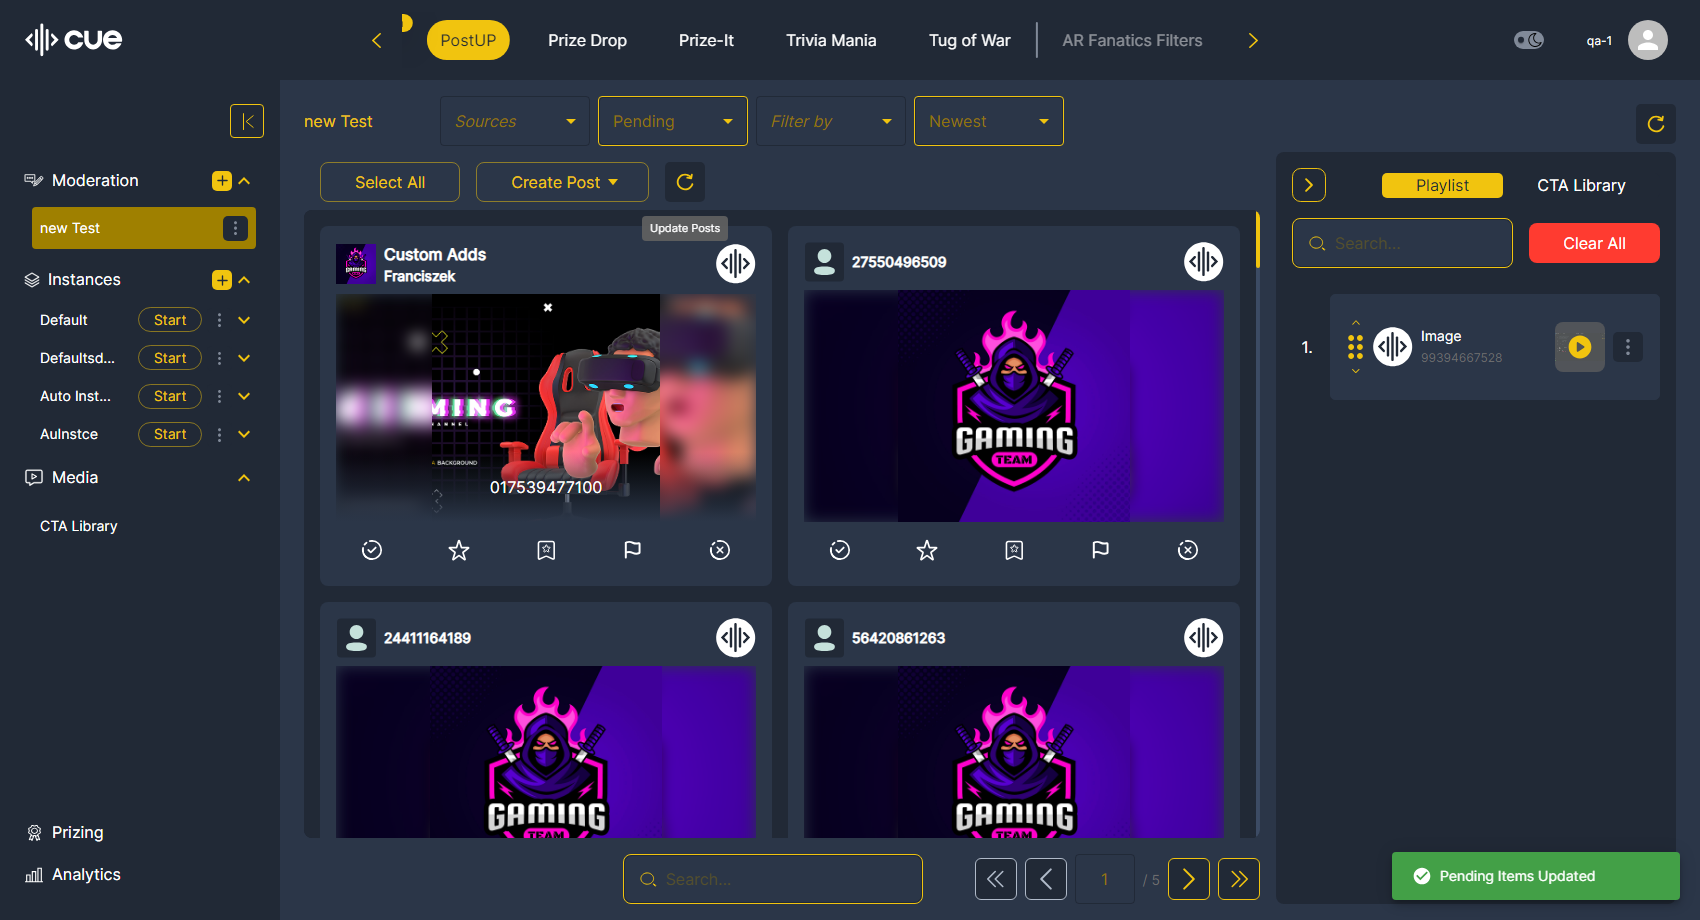 cue
PostUP
Prize Drop
Prize-It
Trivia Mania
Tug of War
AR Fanatics Filters
qa-1
new Test
Sources
Pending
Filter by
Newest
Moderation
new Test
Instances
Default
Start
Defaultsd...
Start
Auto Inst...
Start
AuInstce
Start
Media
CTA Library
Prizing
Analytics
Select All
Create Post
Update Posts
Custom Adds
Franciszek
MING
ANNEL
BACKGROUND
017539477100
27550496509
GAMING
TEAM
24411164189
GAMING
TEAM
56420861263
GAMING
TEAM
Search...
1
/ 5
Playlist
CTA Library
Search...
Clear All
1.
Image
99394667528
Pending Items Updated